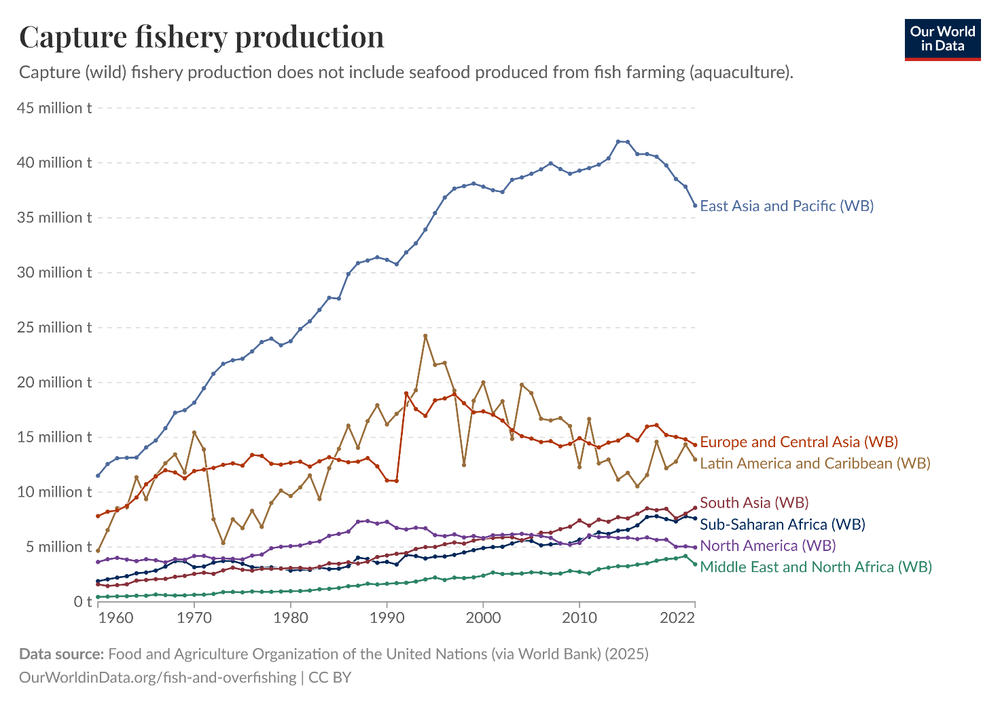 Capture fishery production
Our World
in Data
Capture (wild) fishery production does not include seafood produced from fish farming (aquaculture).
45 million t
40 million t
35 million t
30 million t
25 million t
20 million t
15 million t
10 million t
5 million t
0 t
East Asia and Pacific (WB)
Europe and Central Asia (WB)
Latin America and Caribbean (WB)
South Asia (WB)
Sub-Saharan Africa (WB)
North America (WB)
Middle East and North Africa (WB)
1960 1970 1980 1990 2000 2010 2022
Data source: Food and Agriculture Organization of the United Nations (via World Bank) (2025)
OurWorldinData.org/fish-and-overfishing | CC BY